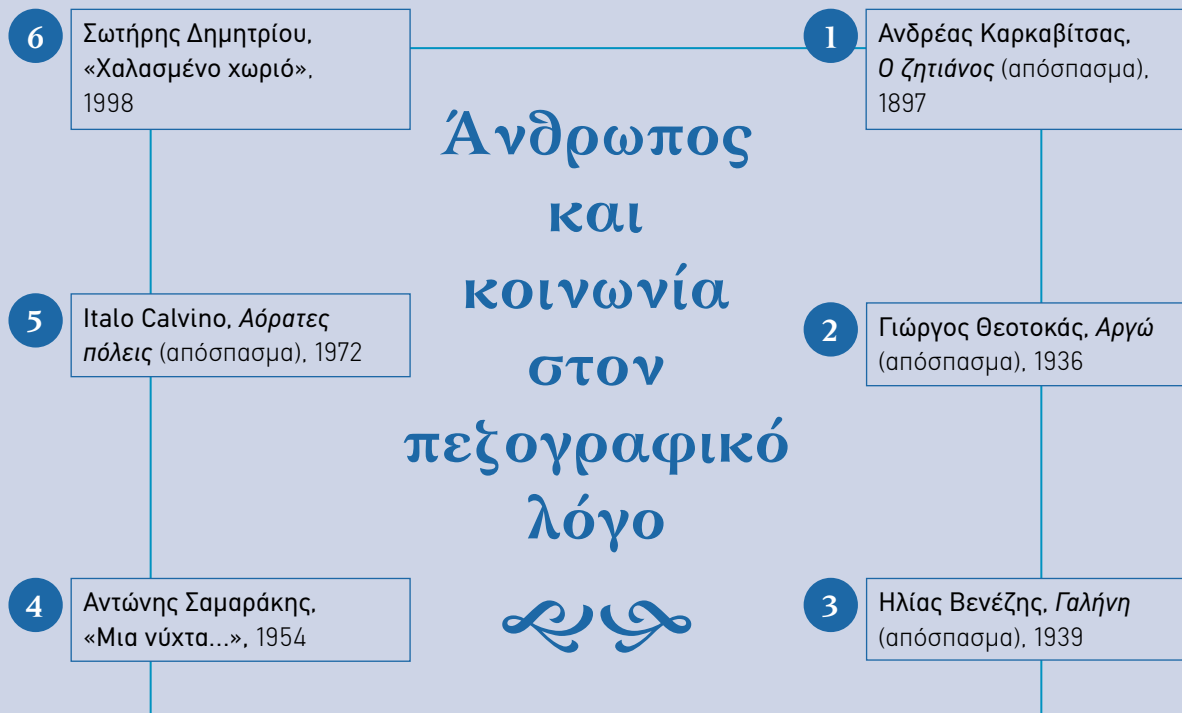 6
Σωτήρης Δημητρίου,
«Χαλασμένο χωριό»,
1998
1
Ανδρέας Καρκαβίτσας,
Ο ζητιάνος (απόσπασμα),
1897
Άνθρωπος
και
κοινωνία
στον
πεζογραφικό
λόγο
5
Italo Calvino, Αόρατες
πόλεις (απόσπασμα), 1972
2
Γιώργος Θεοτοκάς, Αργώ
(απόσπασμα), 1936
4
Αντώνης Σαμαράκης,
«Μια νύχτα...», 1954
3
Ηλίας Βενέζης, Γαλήνη
(απόσπασμα), 1939